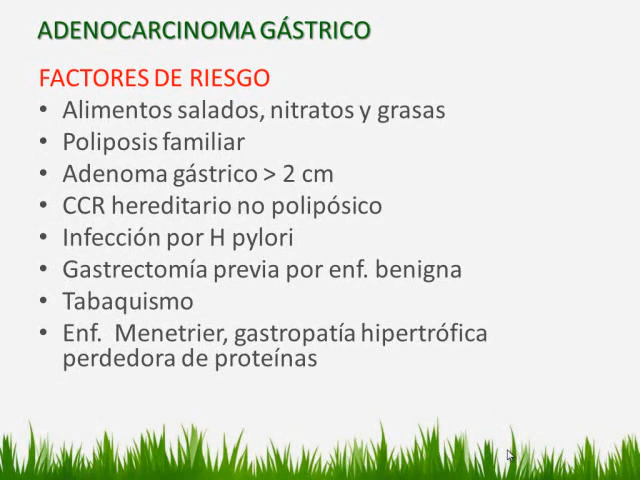 ADENOCARCINOMA GÁSTRICO
FACTORES DE RIESGO
• Alimentos salados, nitratos y grasas
• Poliposis familiar
• Adenoma gástrico > 2 cm
• CCR hereditario no polipósico
• Infección por H pylori
• Gastrectomía previa por enf. benigna
• Tabaquismo
• Enf.  Menetrier, gastropatía hipertrófica
perdedora de proteínas